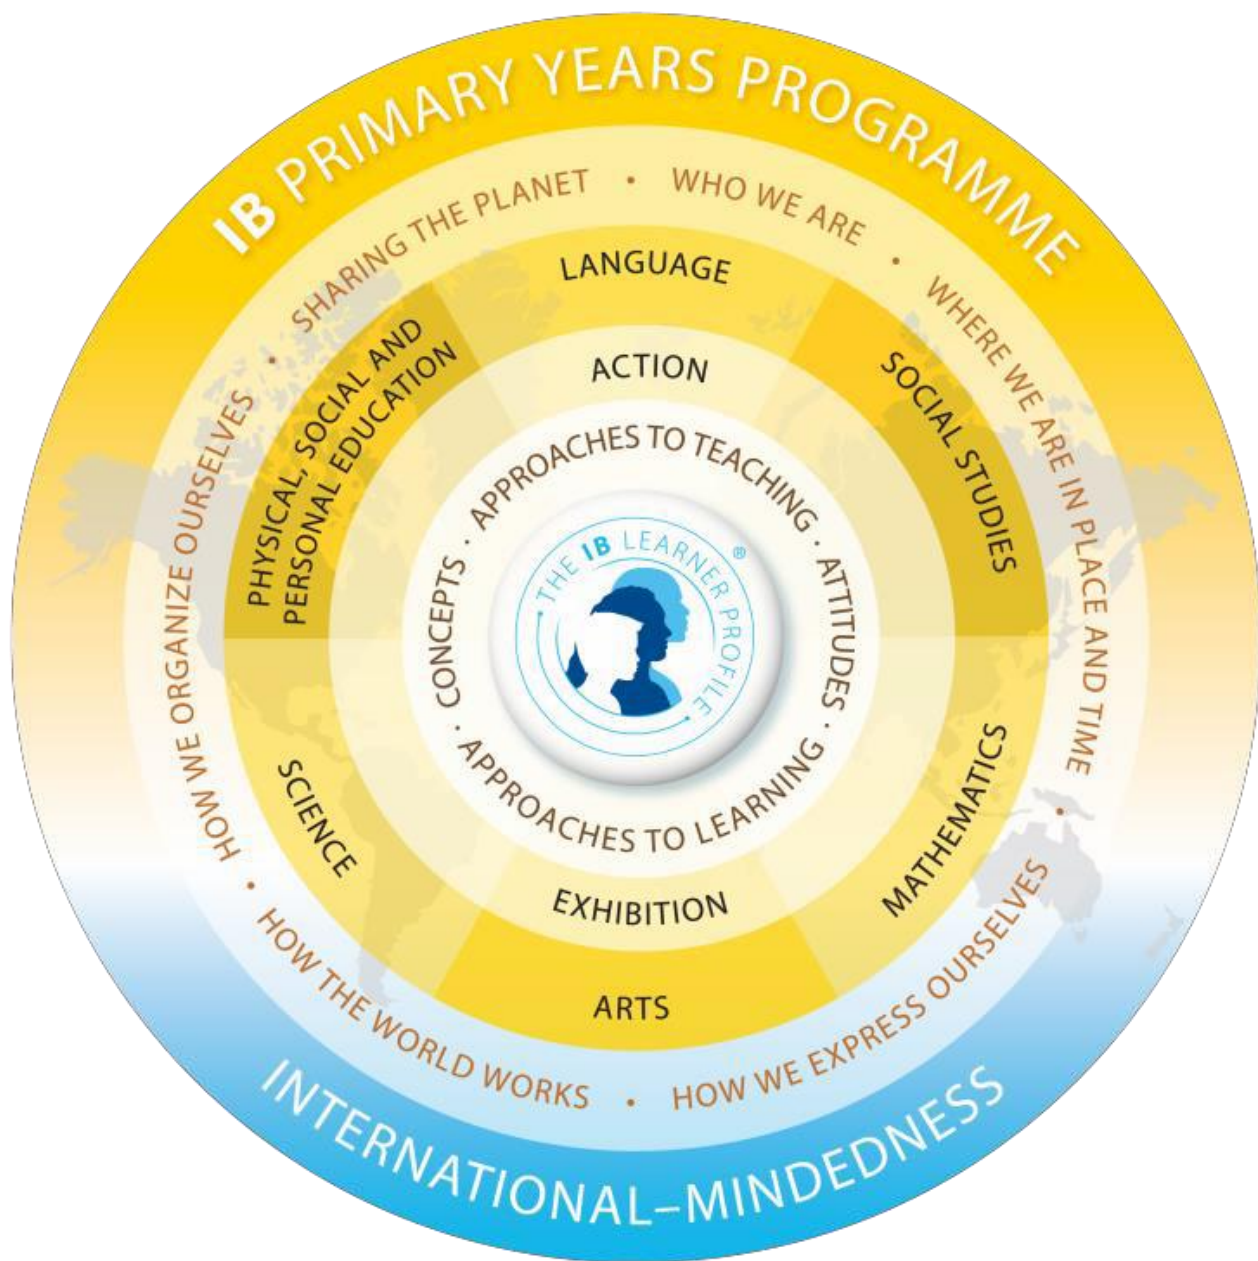 IB PRIMARY YEARS PROGRAMME
SHARING THE PLANET · WHO WE ARE · WHERE WE ARE IN PLACE AND TIME · HOW WE EXPRESS OURSELVES · HOW THE WORLD WORKS · HOW WE ORGANIZE OURSELVES ·
LANGUAGE
SOCIAL STUDIES
MATHEMATICS
ARTS
SCIENCE
PHYSICAL, SOCIAL AND
PERSONAL EDUCATION
ACTION
EXHIBITION
APPROACHES TO TEACHING · ATTITUDES · APPROACHES TO LEARNING · CONCEPTS ·
· THE IB LEARNER PROFILE · ®
INTERNATIONAL–MINDEDNESS